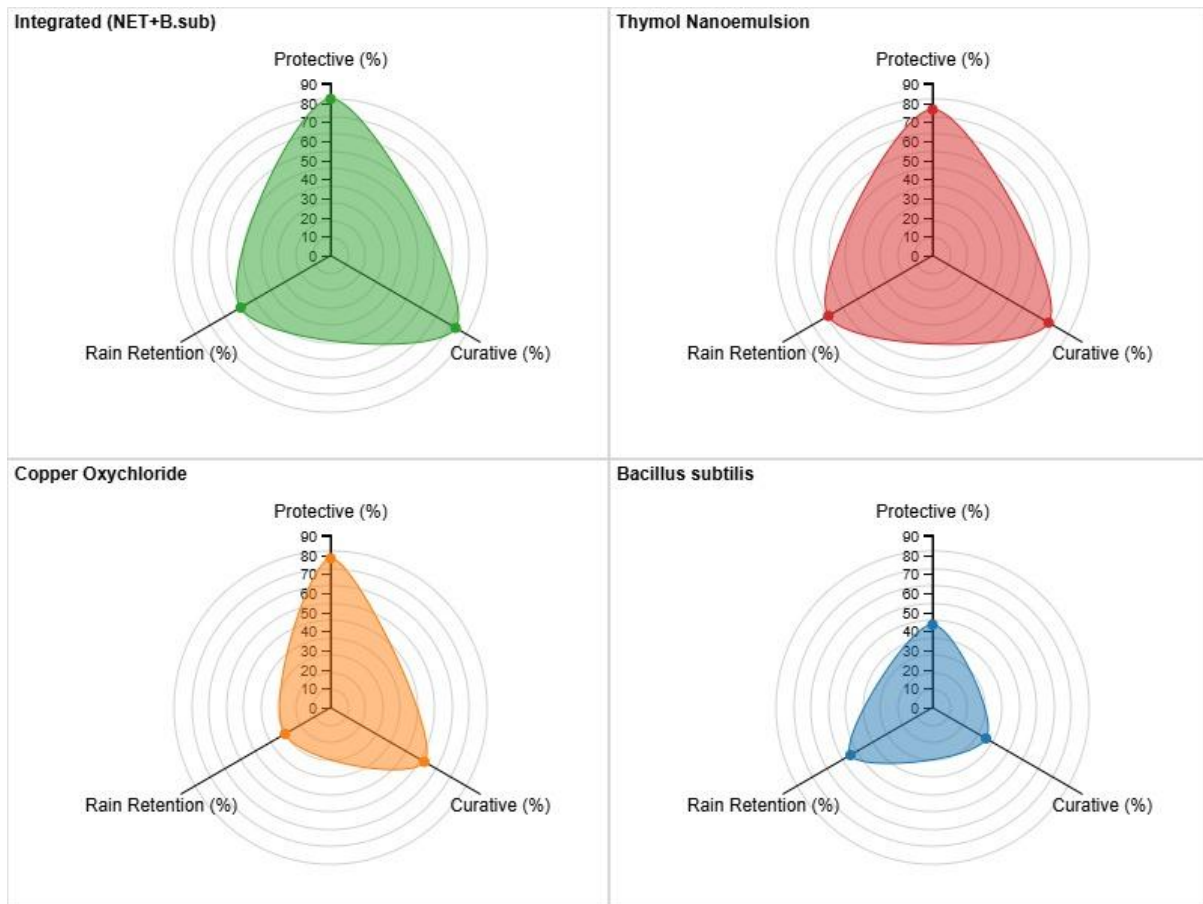 Integrated (NET+B.sub)
Protective (%)
90
80
70
60
50
40
30
20
10
0
Rain Retention (%)
Curative (%)
Thymol Nanoemulsion
Protective (%)
90
80
70
60
50
40
30
20
10
0
Rain Retention (%)
Curative (%)
Copper Oxychloride
Protective (%)
90
80
70
60
50
40
30
20
10
0
Rain Retention (%)
Curative (%)
Bacillus subtilis
Protective (%)
90
80
70
60
50
40
30
20
10
0
Rain Retention (%)
Curative (%)